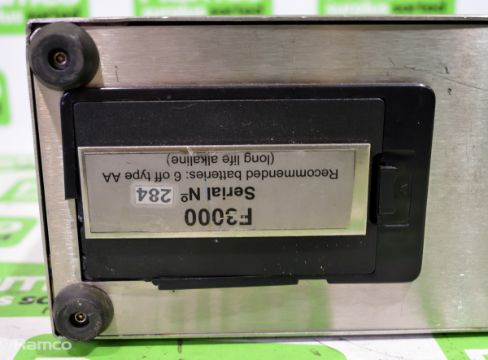 F3000
Serial Nº 284
Recommended batteries: 6 off type AA
(long life alkaline)